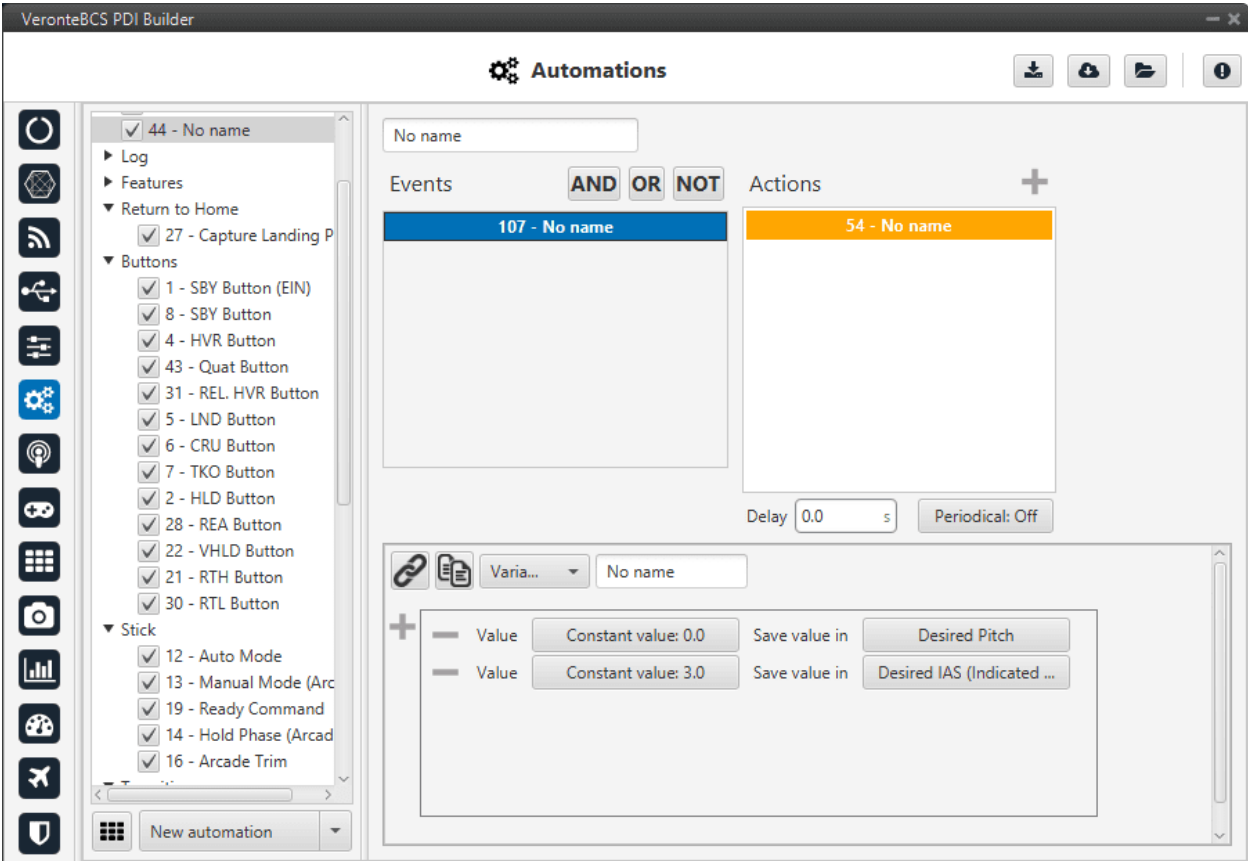 VeronteBCS PDI Builder
Automations
44 - No name
Log
Features
Return to Home
27 - Capture Landing P
Buttons
1 - SBY Button (EIN)
8 - SBY Button
4 - HVR Button
43 - Quat Button
31 - REL. HVR Button
5 - LND Button
6 - CRU Button
7 - TKO Button
2 - HLD Button
28 - REA Button
22 - VHLD Button
21 - RTH Button
30 - RTL Button
Stick
12 - Auto Mode
13 - Manual Mode (Arc
19 - Ready Command
14 - Hold Phase (Arcad
16 - Arcade Trim
New automation
No name
Events AND OR NOT
107 - No name
Actions
54 - No name
Delay 0.0 s Periodical: Off
Varia... No name
Value Constant value: 0.0 Save value in Desired Pitch
Value Constant value: 3.0 Save value in Desired IAS (Indicated ...